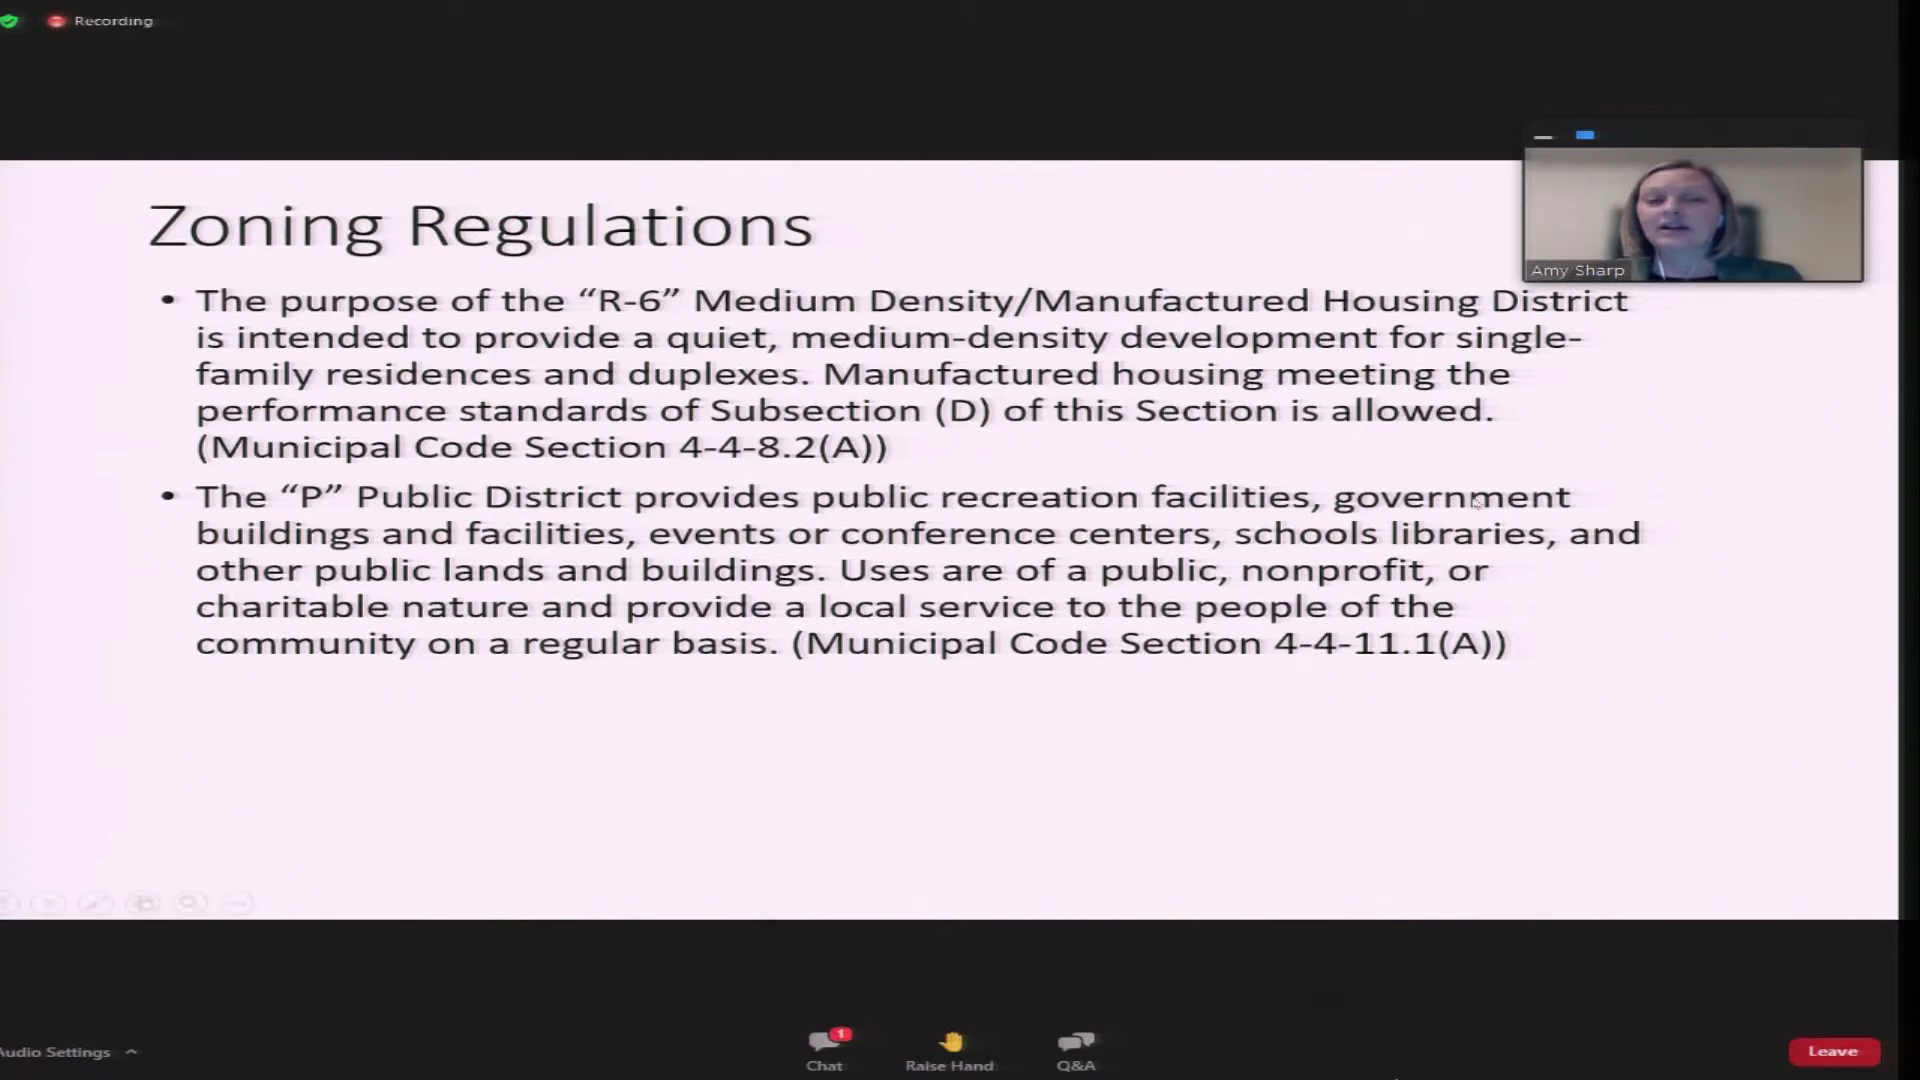 Recording
Amy Sharp
Zoning Regulations
• The purpose of the “R-6” Medium Density/Manufactured Housing District
is intended to provide a quiet, medium-density development for single-
family residences and duplexes. Manufactured housing meeting the
performance standards of Subsection (D) of this Section is allowed.
(Municipal Code Section 4-4-8.2(A))
• The “P” Public District provides public recreation facilities, government
buildings and facilities, events or conference centers, schools libraries, and
other public lands and buildings. Uses are of a public, nonprofit, or
charitable nature and provide a local service to the people of the
community on a regular basis. (Municipal Code Section 4-4-11.1(A))
Audio Settings
1
Chat
Raise Hand
Q&A
Leave